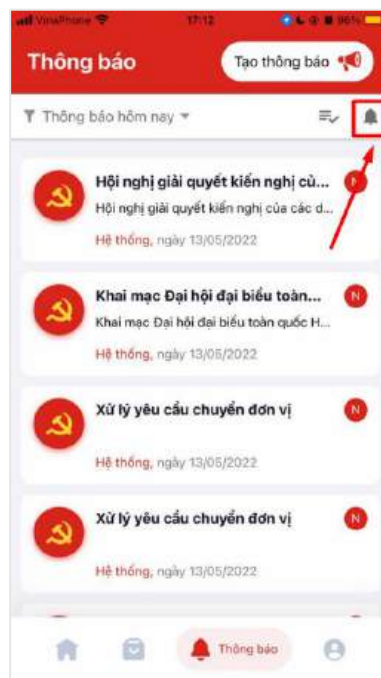 VinaPhone 17:12 96%
Thông báo
Tạo thông báo
Thông báo hôm nay
Hội nghị giải quyết kiến nghị củ... N
Hội nghị giải quyết kiến nghị của các d...
Hệ thống, ngày 13/05/2022
Khai mạc Đại hội đại biểu toàn... N
Khai mạc Đại hội đại biểu toàn quốc H...
Hệ thống, ngày 13/05/2022
Xử lý yêu cầu chuyển đơn vị N
Hệ thống, ngày 13/05/2022
Xử lý yêu cầu chuyển đơn vị N
Hệ thống, ngày 13/05/2022
Thông báo